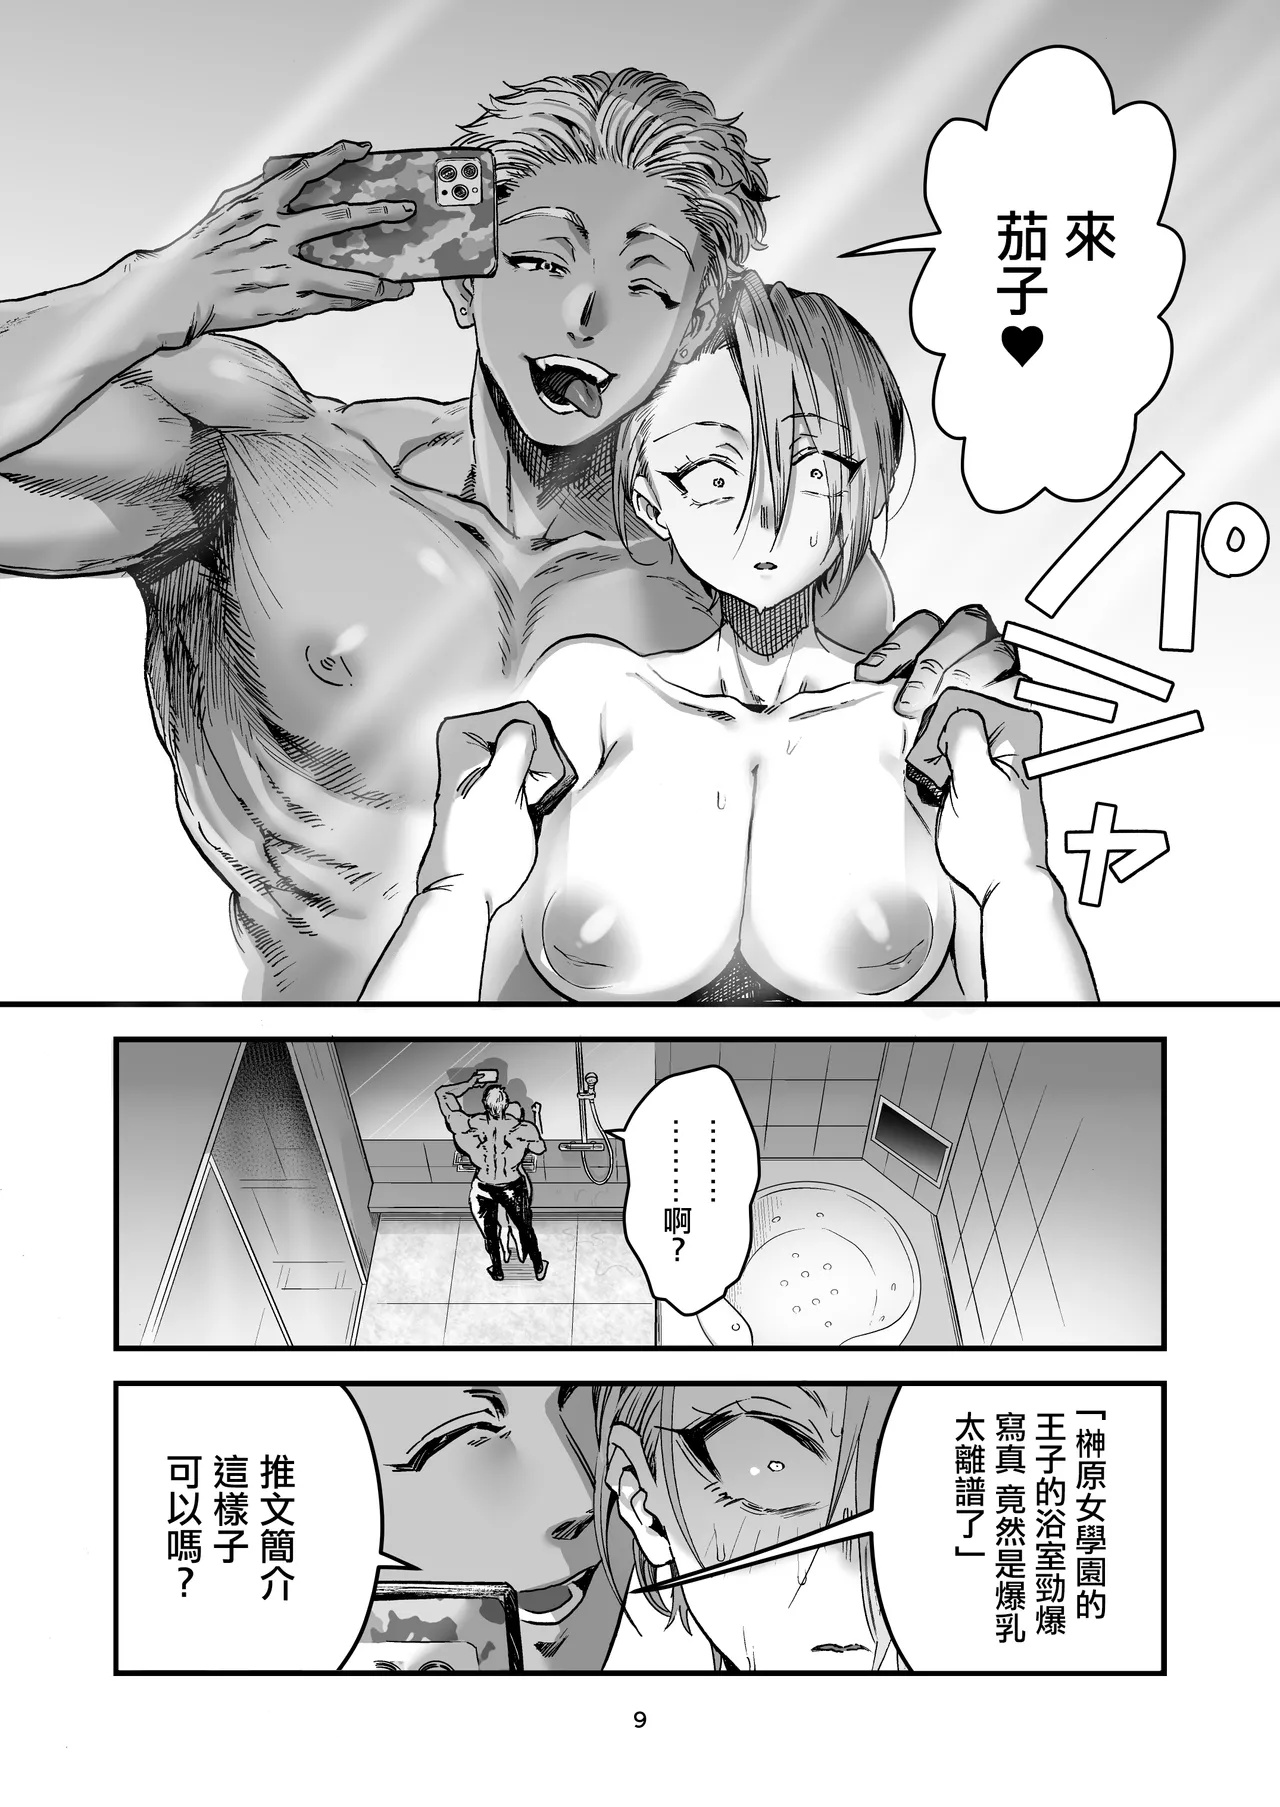 來
茄子♥
パシャ
…………
…………啊?
「榊原女學園的
王子的浴室勁爆
寫真 竟然是爆乳
太離譜了」
推文簡介
這樣子
可以嗎?
9